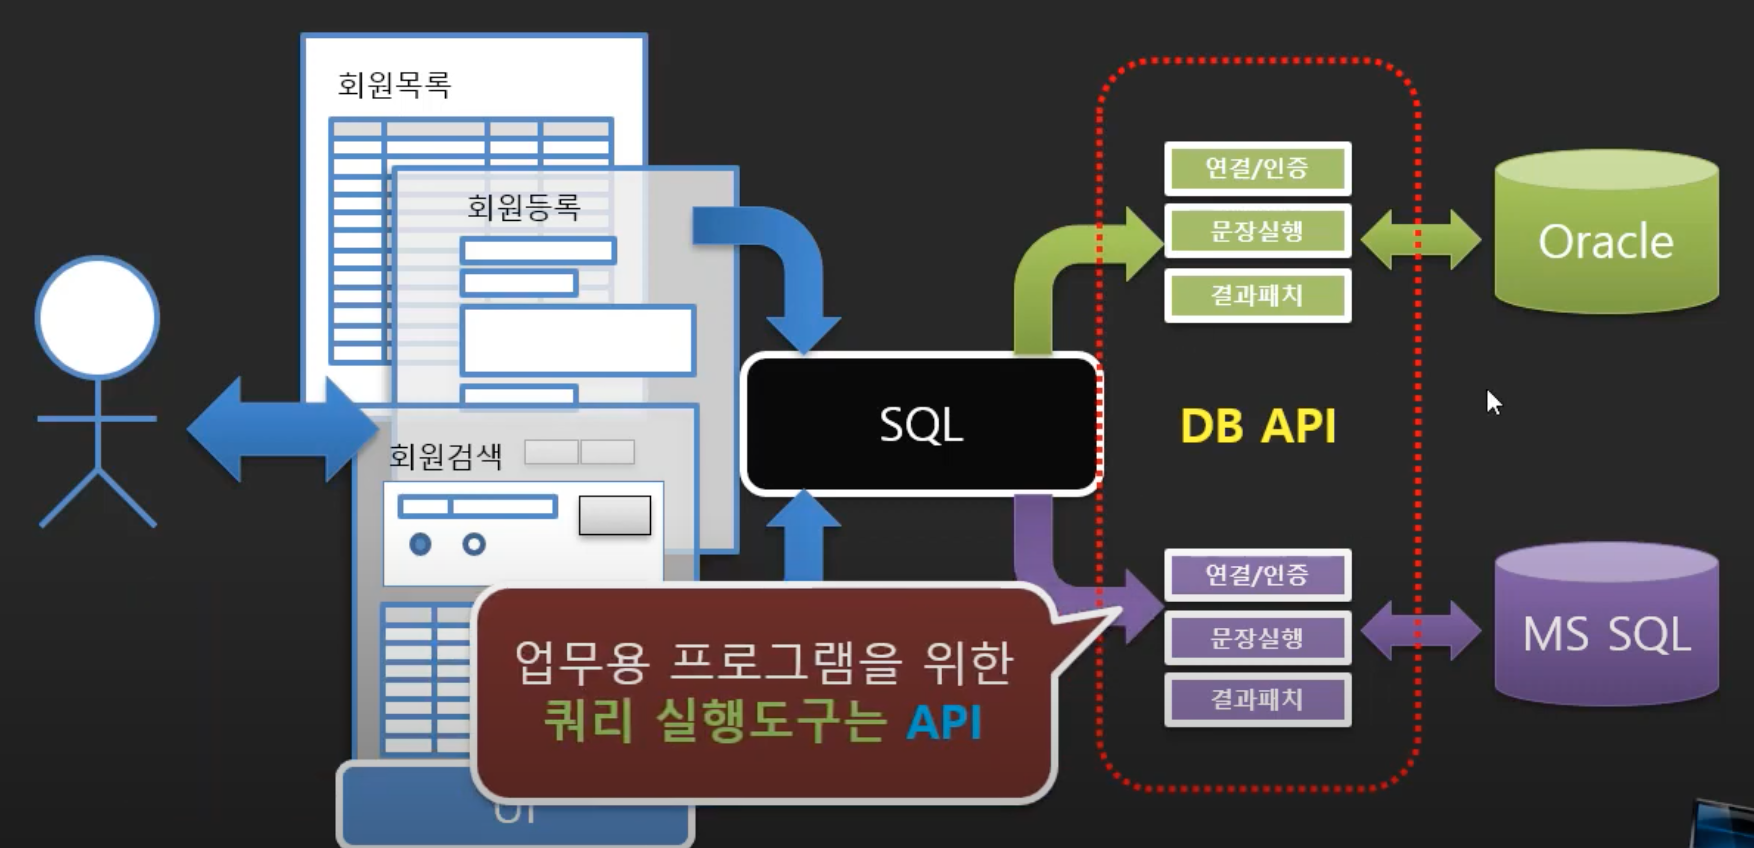 회원목록
회원등록
회원검색
SQL
연결/인증
문장실행
결과패치
Oracle
DB API
연결/인증
문장실행
결과패치
MS SQL
업무용 프로그램을 위한
쿼리 실행도구는 API
UI